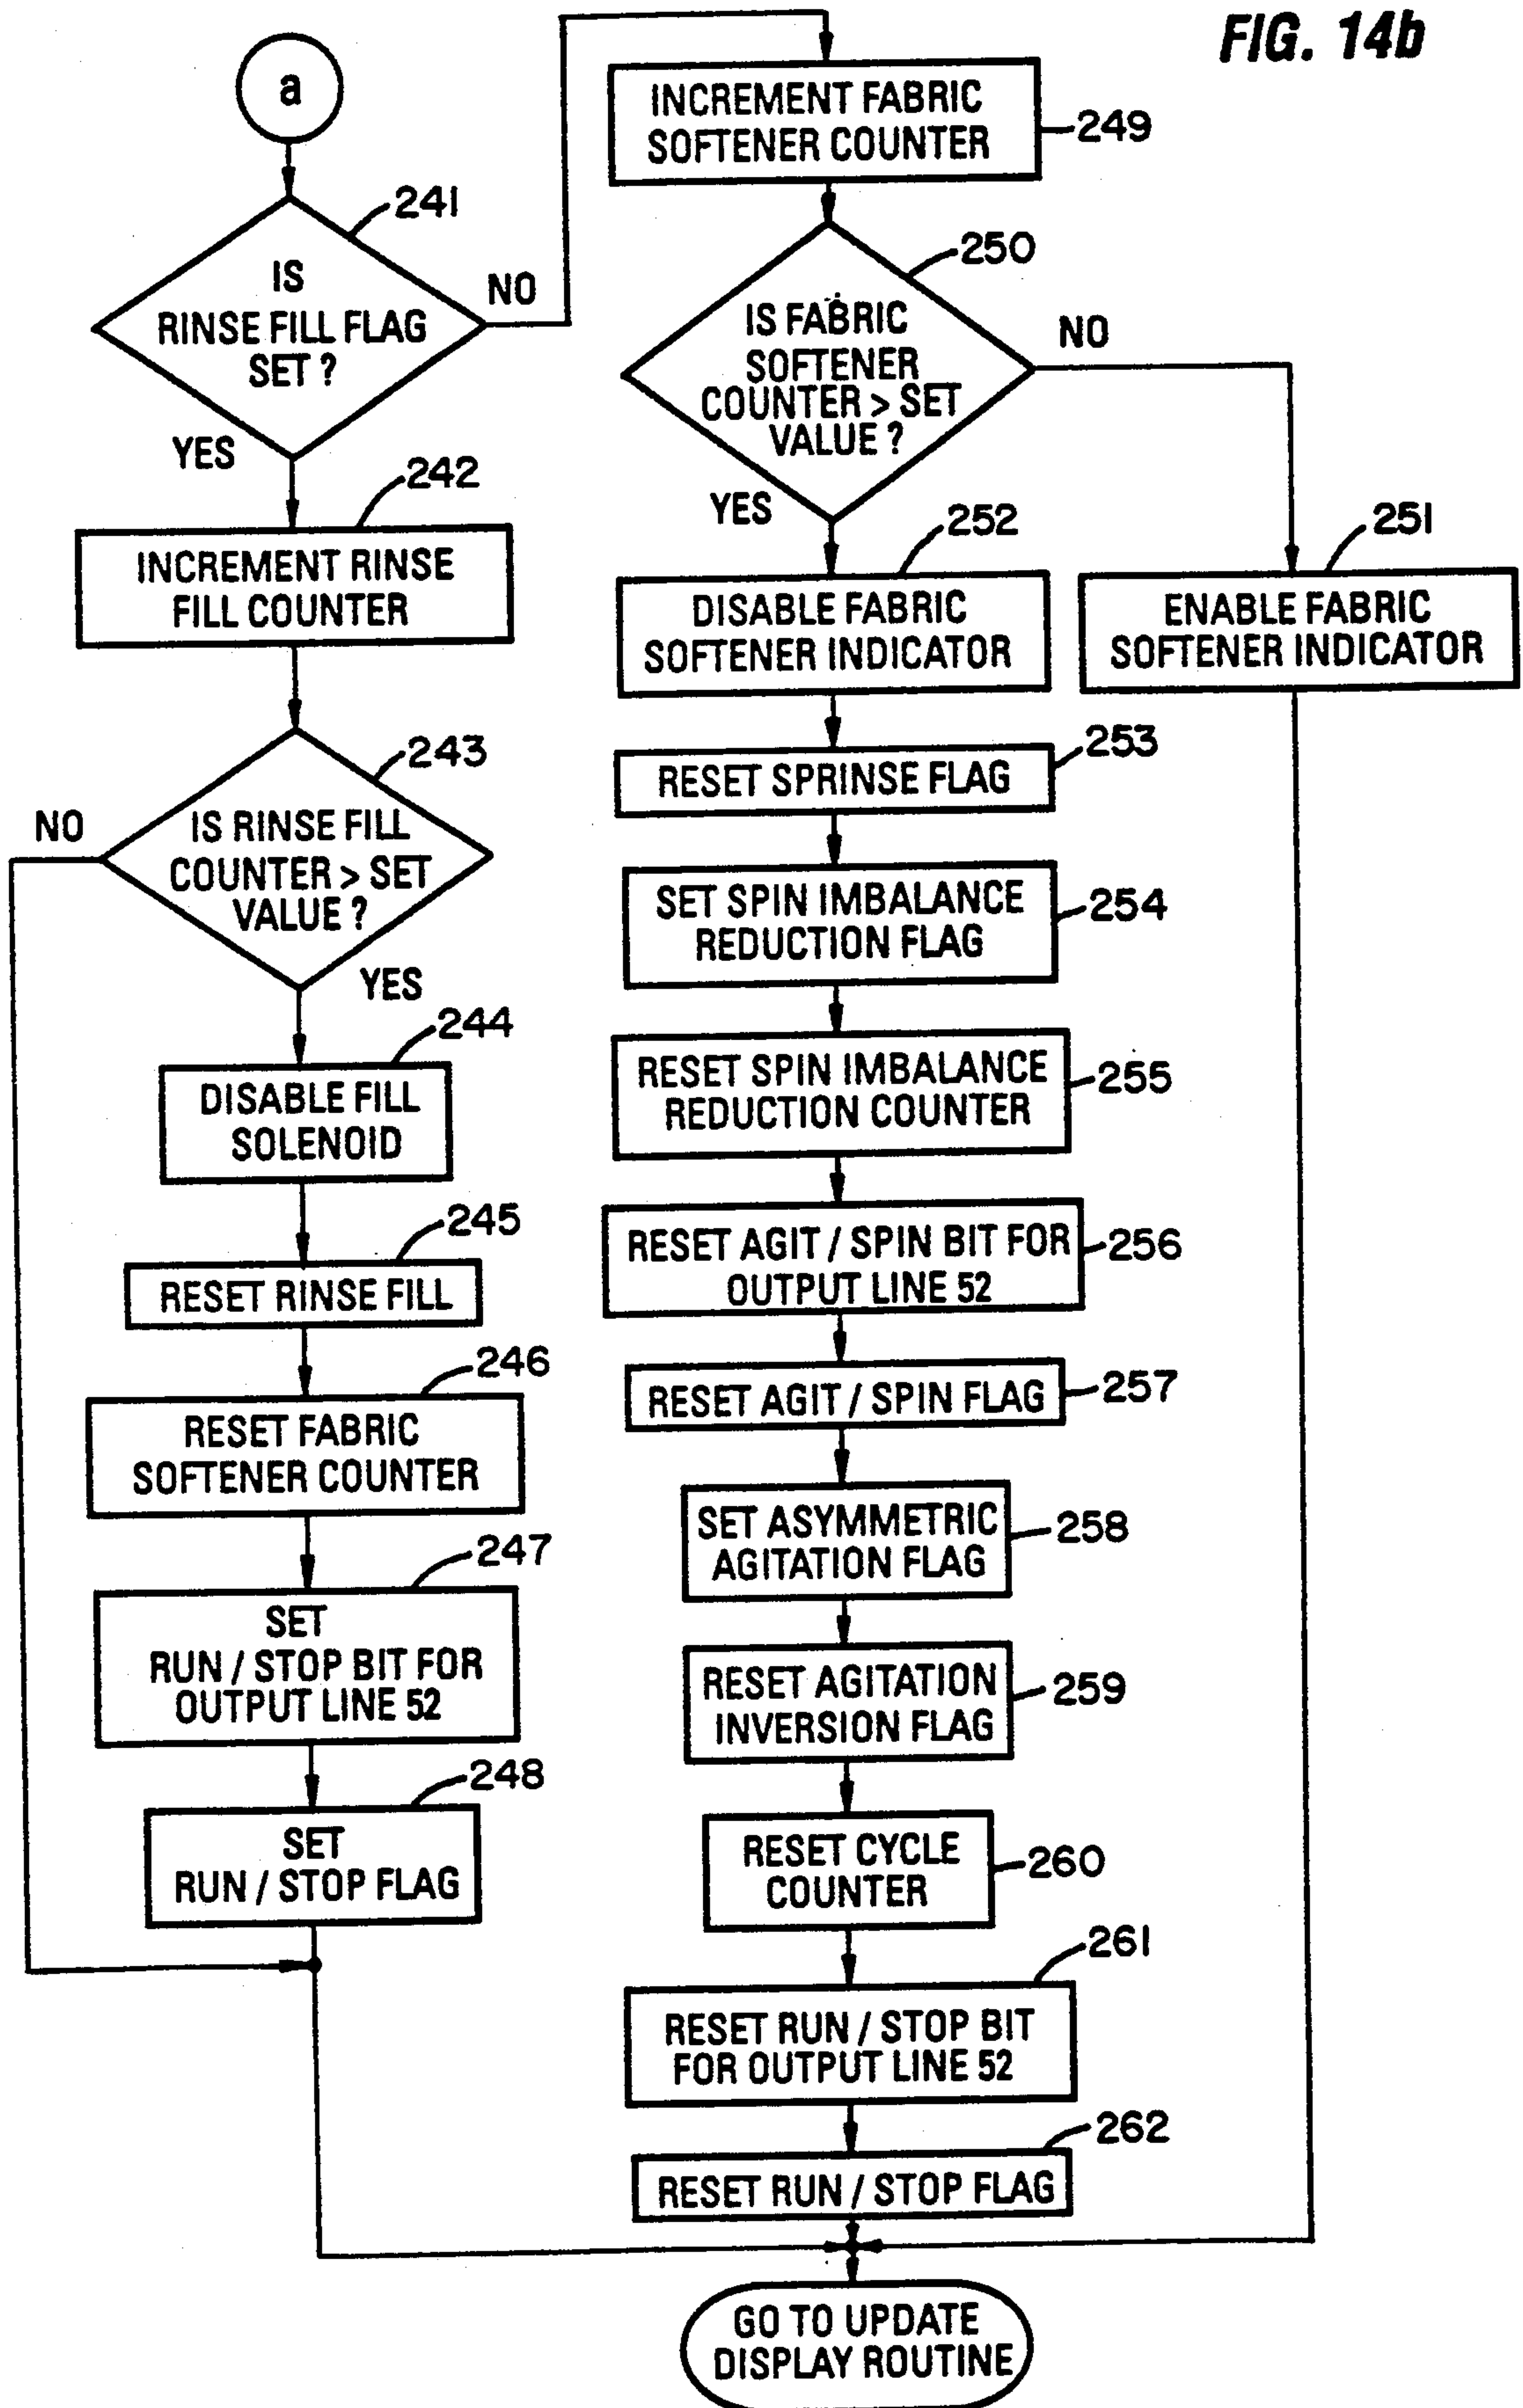 FIG. 14b
a
241
IS
RINSE FILL FLAG
SET ?
NO
YES
242
INCREMENT RINSE
FILL COUNTER
243
NO
IS RINSE FILL
COUNTER > SET
VALUE ?
YES
244
DISABLE FILL
SOLENOID
245
RESET RINSE FILL
246
RESET FABRIC
SOFTENER COUNTER
247
SET
RUN / STOP BIT FOR
OUTPUT LINE 52
248
SET
RUN / STOP FLAG
INCREMENT FABRIC
SOFTENER COUNTER
249
250
IS FABRIC
SOFTENER
COUNTER > SET
VALUE ?
NO
YES
251
ENABLE FABRIC
SOFTENER INDICATOR
252
DISABLE FABRIC
SOFTENER INDICATOR
253
RESET SPRINSE FLAG
SET SPIN IMBALANCE
REDUCTION FLAG
254
RESET SPIN IMBALANCE
REDUCTION COUNTER
255
RESET AGIT / SPIN BIT FOR
OUTPUT LINE 52
256
RESET AGIT / SPIN FLAG
257
SET ASYMMETRIC
AGITATION FLAG
258
RESET AGITATION
INVERSION FLAG
259
RESET CYCLE
COUNTER
260
261
RESET RUN / STOP BIT
FOR OUTPUT LINE 52
262
RESET RUN / STOP FLAG
GO TO UPDATE
DISPLAY ROUTINE